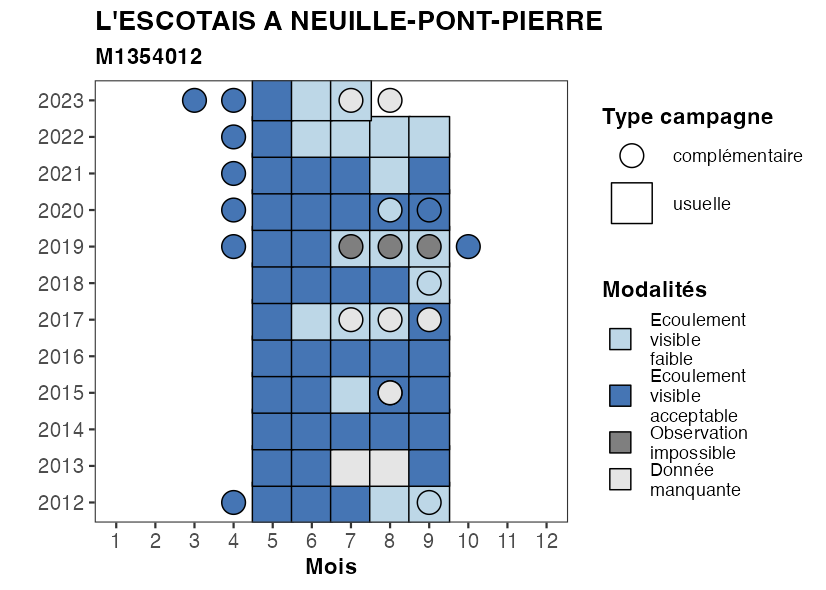 L'ESCOTAIS A NEUILLE-PONT-PIERRE
M1354012
2023
2022
2021
2020
2019
2018
2017
2016
2015
2014
2013
2012
1 2 3 4 5 6 7 8 9 10 11 12
Mois
Type campagne
complémentaire
usuelle
Modalités
Ecoulement
visible
faible
Ecoulement
visible
acceptable
Observation
impossible
Donnée
manquante